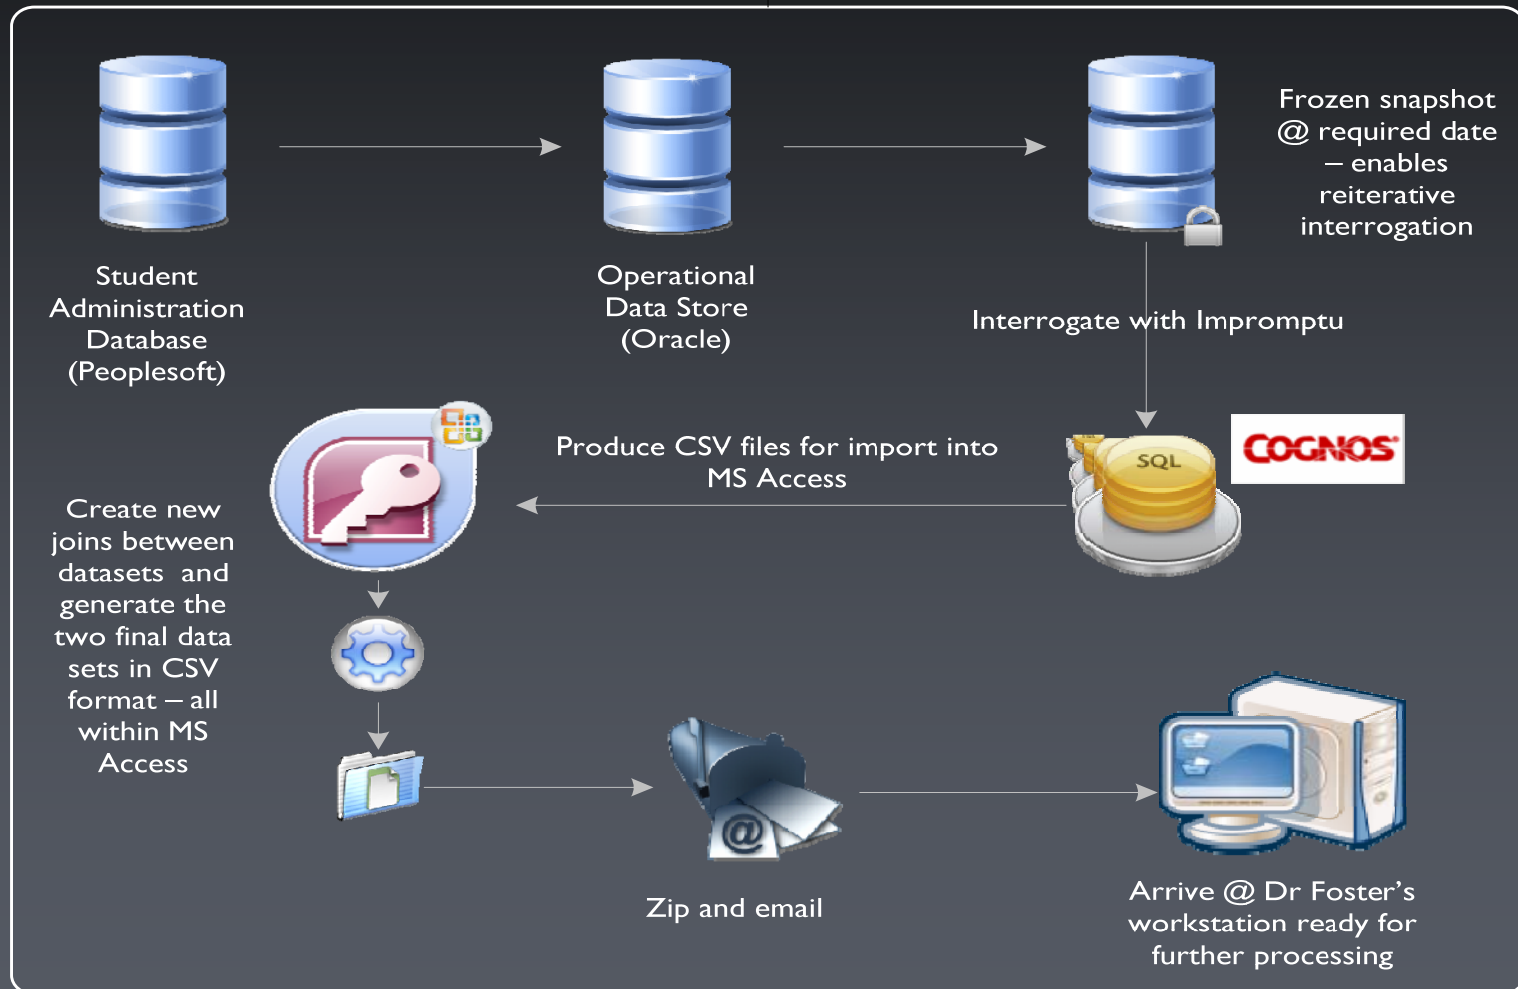 Student
Administration
Database
(Peoplesoft)
Operational
Data Store
(Oracle)
Frozen snapshot
@ required date
– enables
reiterative
interrogation
Interrogate with Impromptu
SQL
COGNOS®
Produce CSV files for import into
MS Access
Create new
joins between
datasets and
generate the
two final data
sets in CSV
format – all
within MS
Access
@
Zip and email
Arrive @ Dr Foster's
workstation ready for
further processing